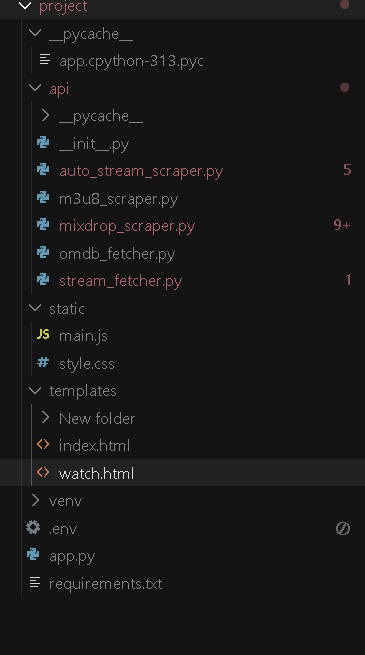 project
__pycache__
app.cpython-313.pyc
api
__pycache__
__init__.py
auto_stream_scraper.py 5
m3u8_scraper.py
mixdrop_scraper.py 9+
omdb_fetcher.py
stream_fetcher.py 1
static
JS main.js
# style.css
templates
New folder
<> index.html
<> watch.html
venv
.env
app.py
requirements.txt